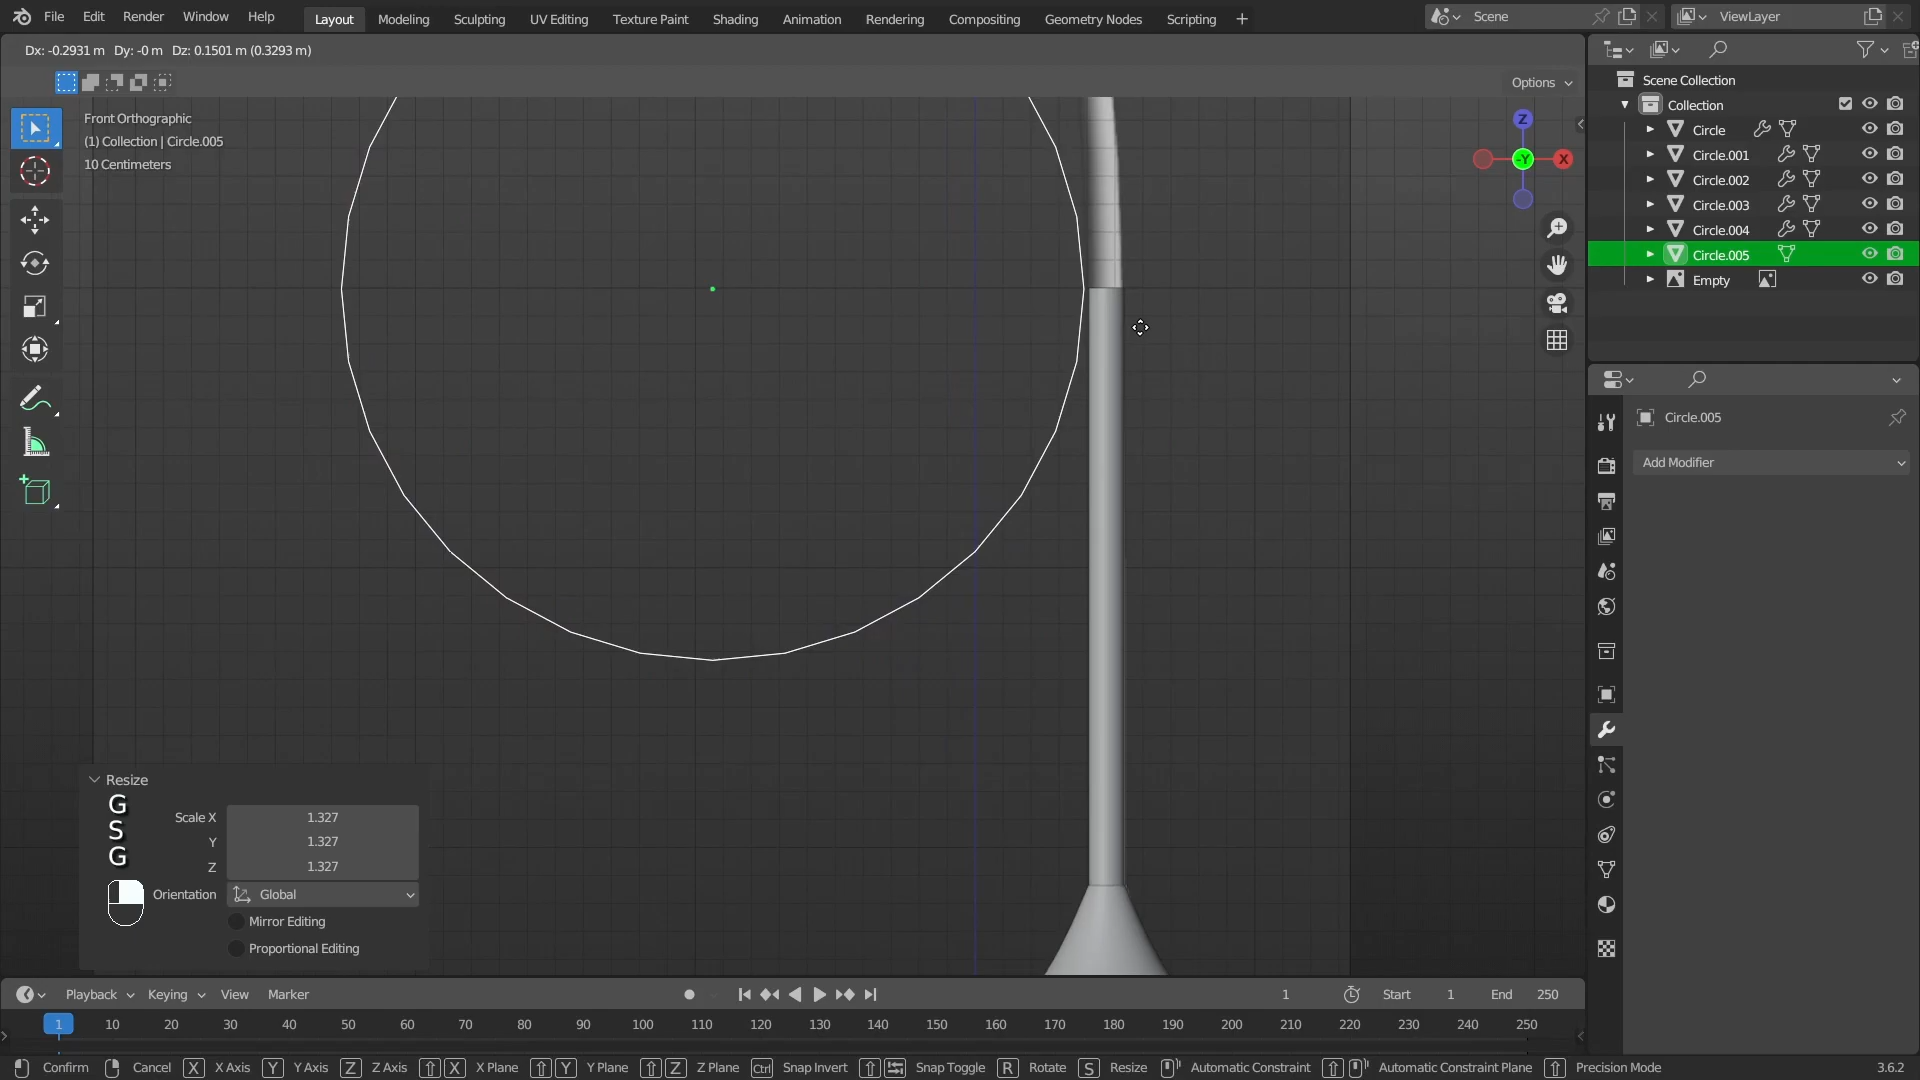 File Edit Render Window Help Layout Modeling Sculpting UV Editing Texture Paint Shading Animation Rendering Compositing Geometry Nodes Scripting Scene ViewLayer
Dx: -0.2931 m Dy: -0 m Dz: 0.1501 m (0.3293 m)
Options
Front Orthographic
(1) Collection | Circle.005
10 Centimeters
Z
-Y
X
Scene Collection
Collection
Circle
Circle.001
Circle.002
Circle.003
Circle.004
Circle.005
Empty
Circle.005
Add Modifier
Resize
G
S
G
Scale X 1.327
Y 1.327
Z 1.327
Orientation Global
Mirror Editing
Proportional Editing
Playback Keying View Marker 1 Start 1 End 250
1 10 20 30 40 50 60 70 80 90 100 110 120 130 140 150 160 170 180 190 200 210 220 230 240 250
Confirm Cancel X X Axis Y Y Axis Z Z Axis X X Plane Y Y Plane Z Z Plane Ctrl Snap Invert Snap Toggle R Rotate S Resize Automatic Constraint Automatic Constraint Plane Precision Mode 3.6.2